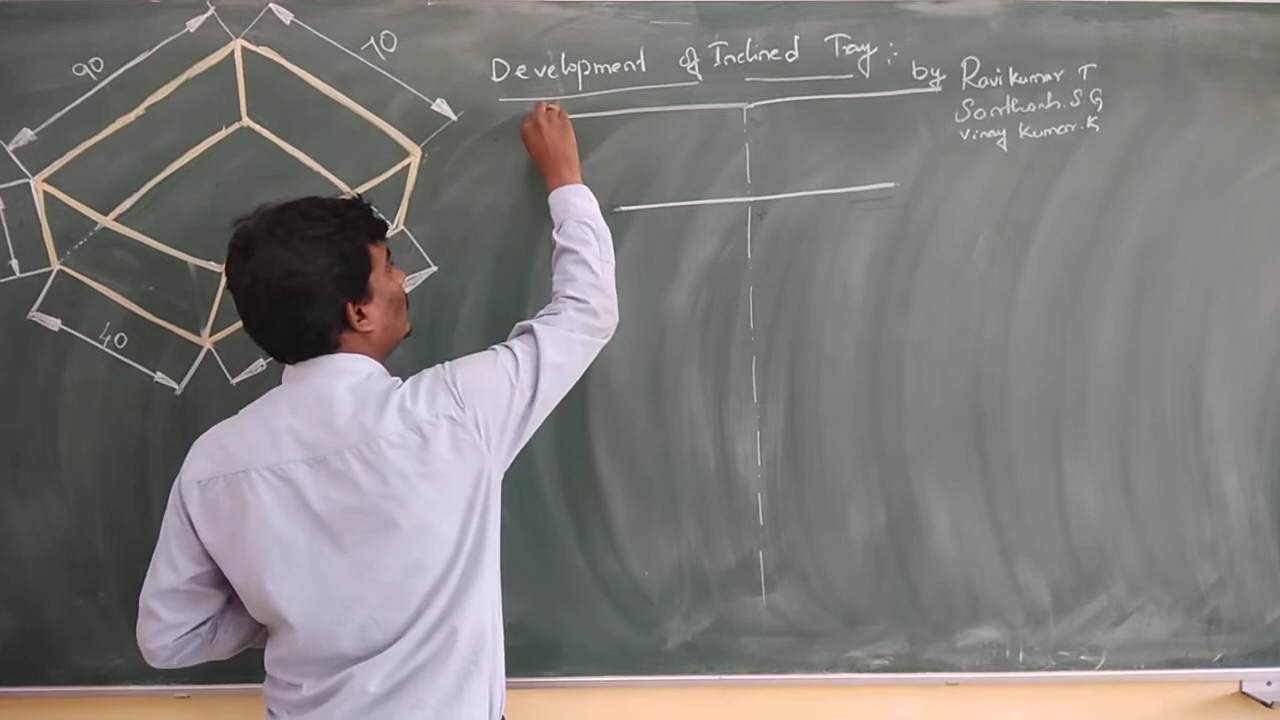 Development of Inclined Tray :
by Ravikumar T
Santhosh. S G
Vinay Kumar. K
90
70
40